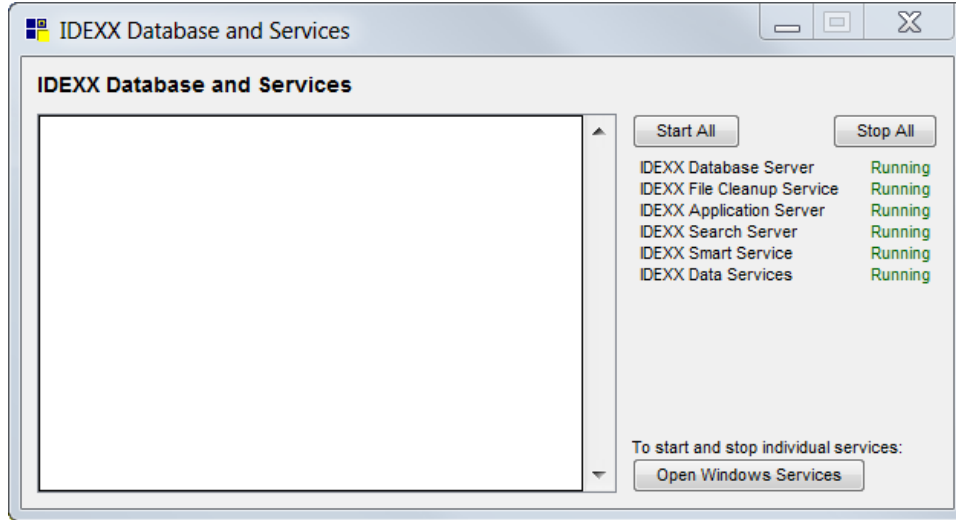 IDEXX Database and Services
IDEXX Database and Services
Start All Stop All
IDEXX Database Server Running
IDEXX File Cleanup Service Running
IDEXX Application Server Running
IDEXX Search Server Running
IDEXX Smart Service Running
IDEXX Data Services Running
To start and stop individual services:
Open Windows Services